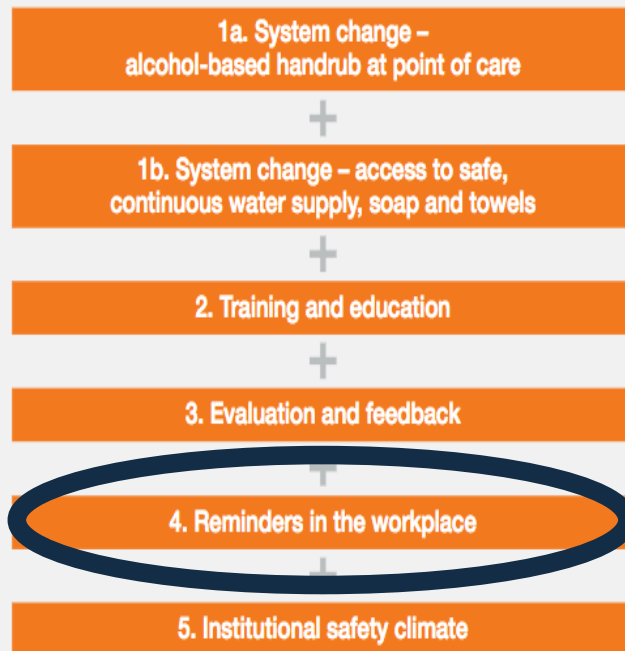 1a. System change –
alcohol-based handrub at point of care
+
1b. System change – access to safe,
continuous water supply, soap and towels
+
2. Training and education
+
3. Evaluation and feedback
+
4. Reminders in the workplace
+
5. Institutional safety climate